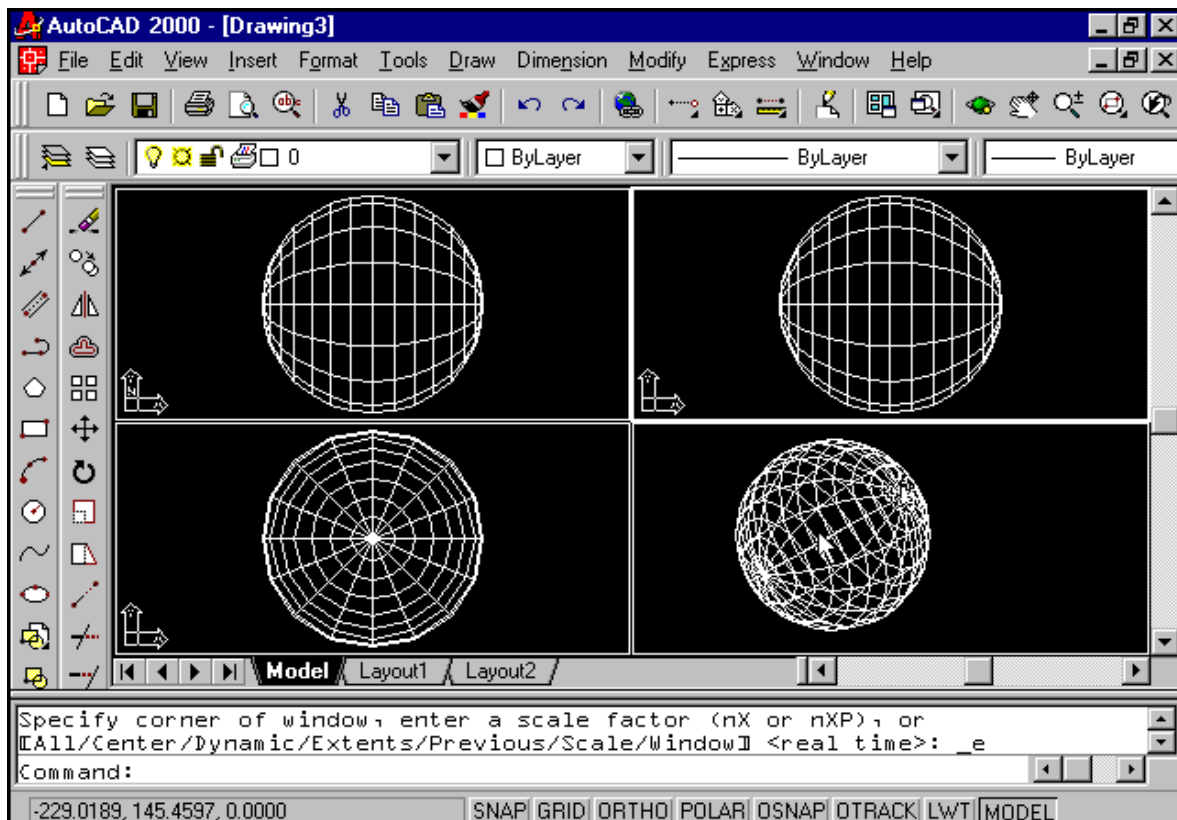 AutoCAD 2000 - [Drawing3]
File Edit View Insert Format Tools Draw Dimension Modify Express Window Help
0 ByLayer ByLayer ByLayer
Model Layout1 Layout2
Specify corner of window, enter a scale factor (nX or nXP), or
[All/Center/Dynamic/Extents/Previous/Scale/Window] <real time>: _e
Command:
-229.0189, 145.4597, 0.0000 SNAP GRID ORTHO POLAR OSNAP OTRACK LWT MODEL